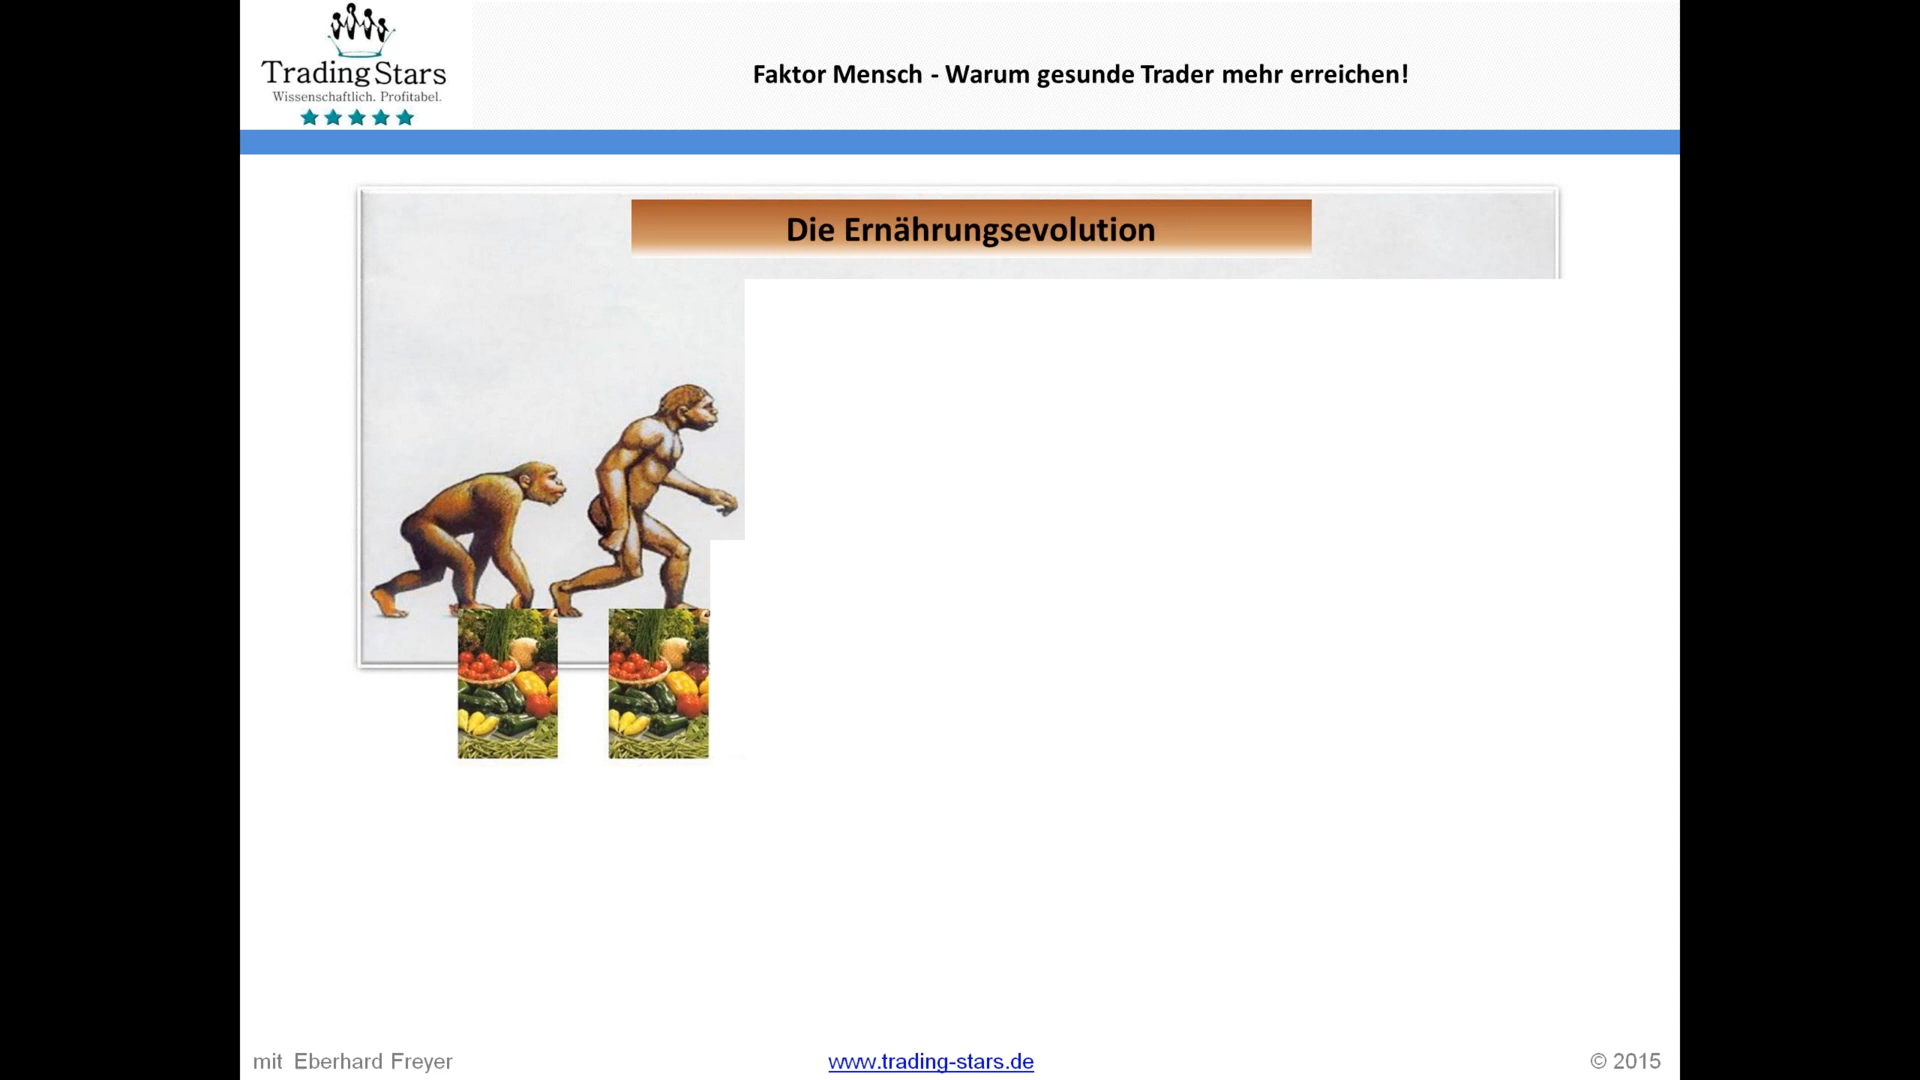 Trading Stars
Wissenschaftlich. Profitabel.
Faktor Mensch - Warum gesunde Trader mehr erreichen!
Die Ernährungsevolution
mit Eberhard Freyer
www.trading-stars.de
© 2015